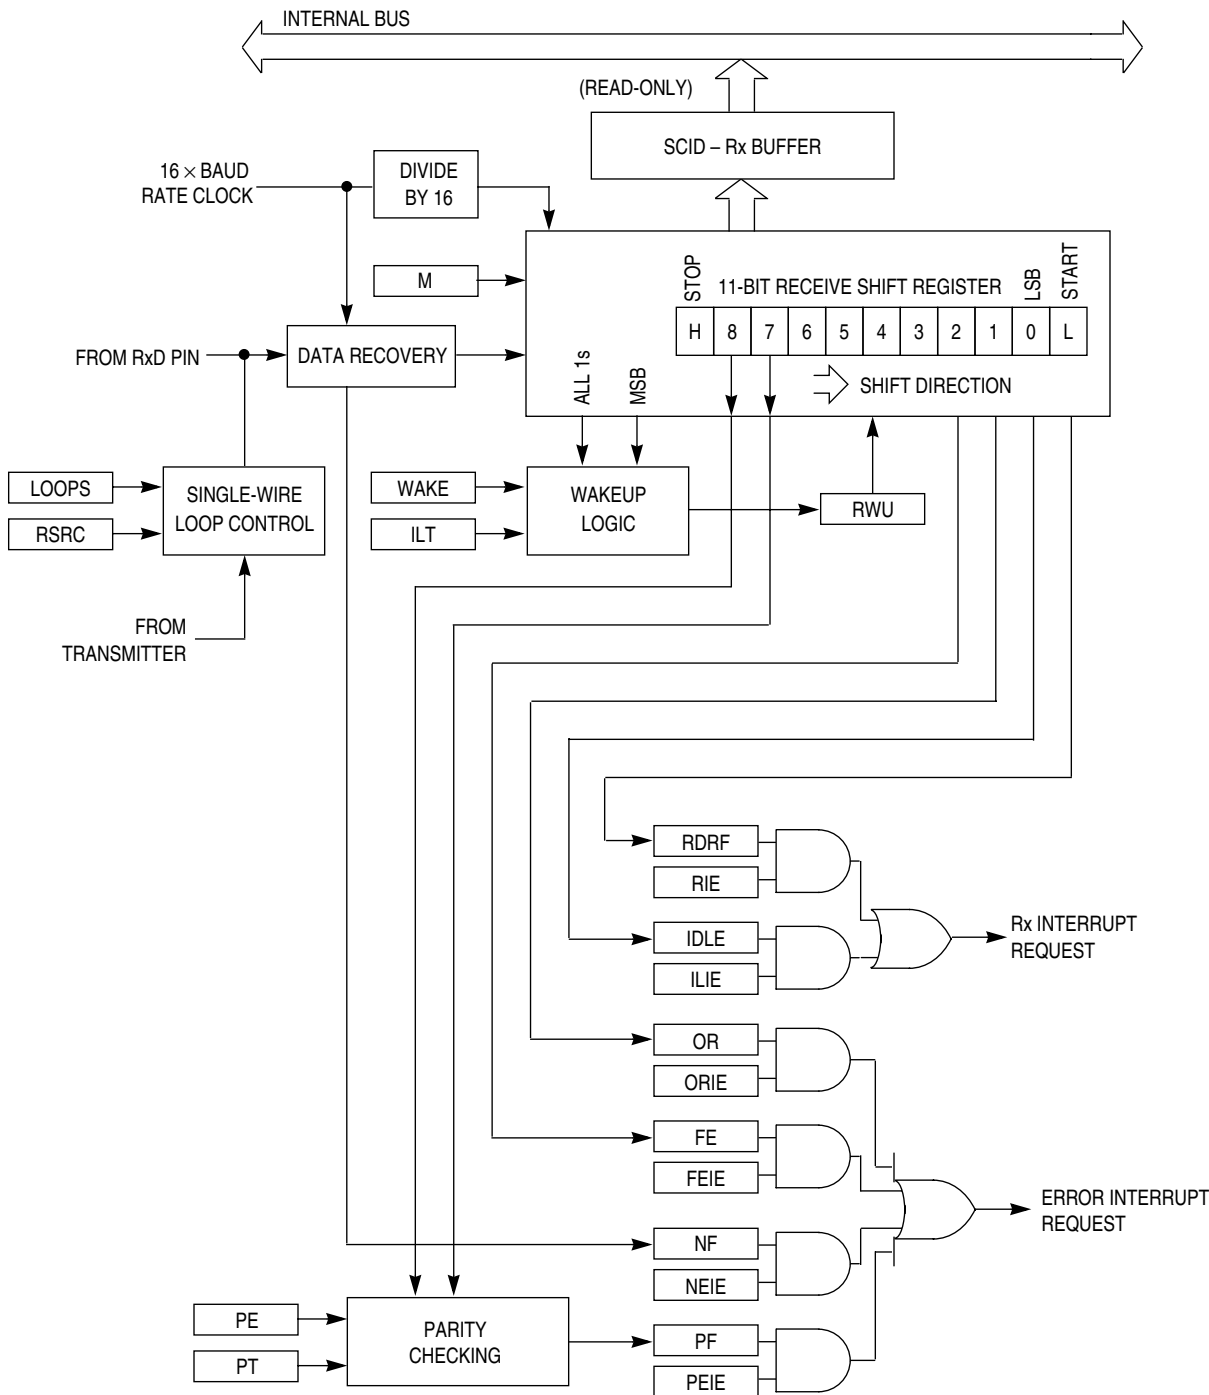 INTERNAL BUS
(READ-ONLY)
SCID – Rx BUFFER
16 × BAUD
RATE CLOCK
DIVIDE
BY 16
M
STOP
11-BIT RECEIVE SHIFT REGISTER
LSB
START
H 8 7 6 5 4 3 2 1 0 L
FROM RxD PIN
DATA RECOVERY
ALL 1s
MSB
SHIFT DIRECTION
LOOPS
RSRC
SINGLE-WIRE
LOOP CONTROL
WAKE
ILT
WAKEUP
LOGIC
RWU
FROM
TRANSMITTER
RDRF
RIE
IDLE
ILIE
Rx INTERRUPT
REQUEST
OR
ORIE
FE
FEIE
ERROR INTERRUPT
REQUEST
NF
NEIE
PE
PT
PARITY
CHECKING
PF
PEIE